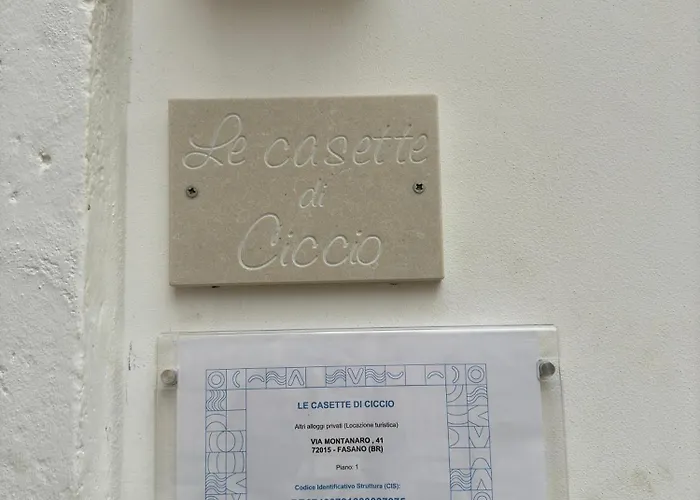 Le casette
di
Ciccio
LE CASETTE DI CICCIO
Altri alloggi privati (Locazione turistica)
VIA MONTANARO , 41
72015 - FASANO (BR)
Piano: 1
Codice Identificativo Struttura (CIS):